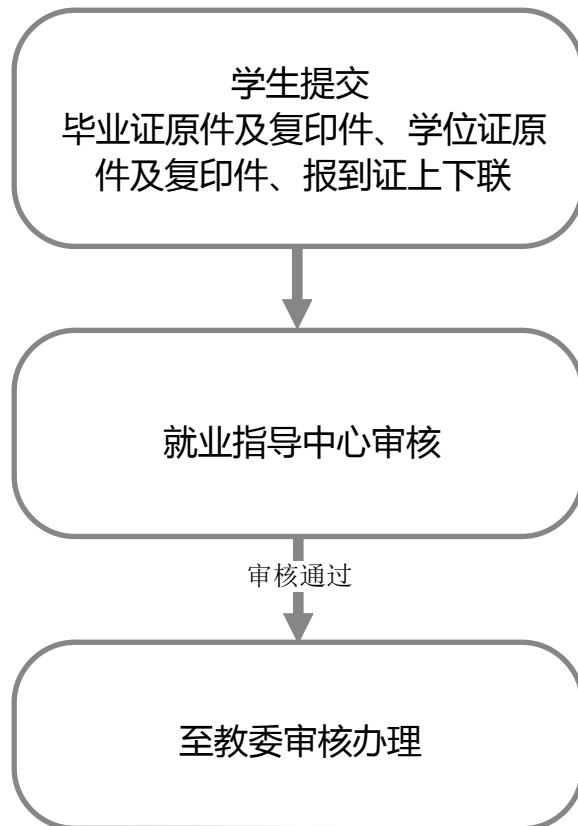 学生提交
毕业证原件及复印件、学位证原
件及复印件、报到证上下联
就业指导中心审核
审核通过
至教委审核办理